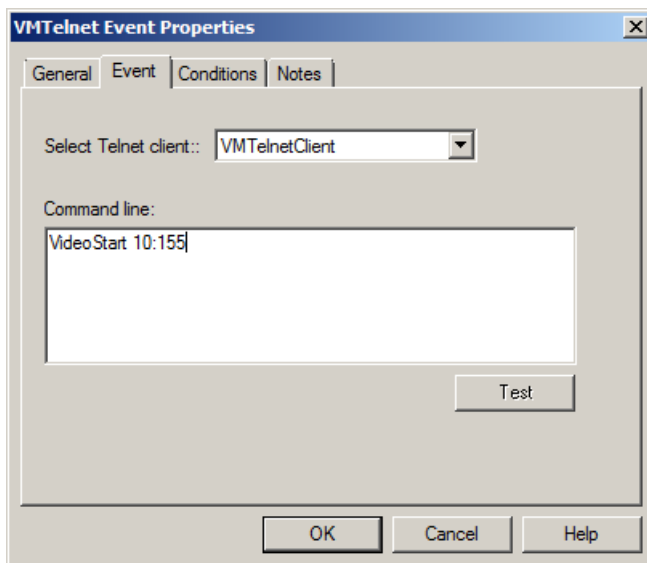 VMTelnet Event Properties
General Event Conditions Notes
Select Telnet client:: VMTelnetClient
Command line:
VideoStart 10:155
Test
OK Cancel Help